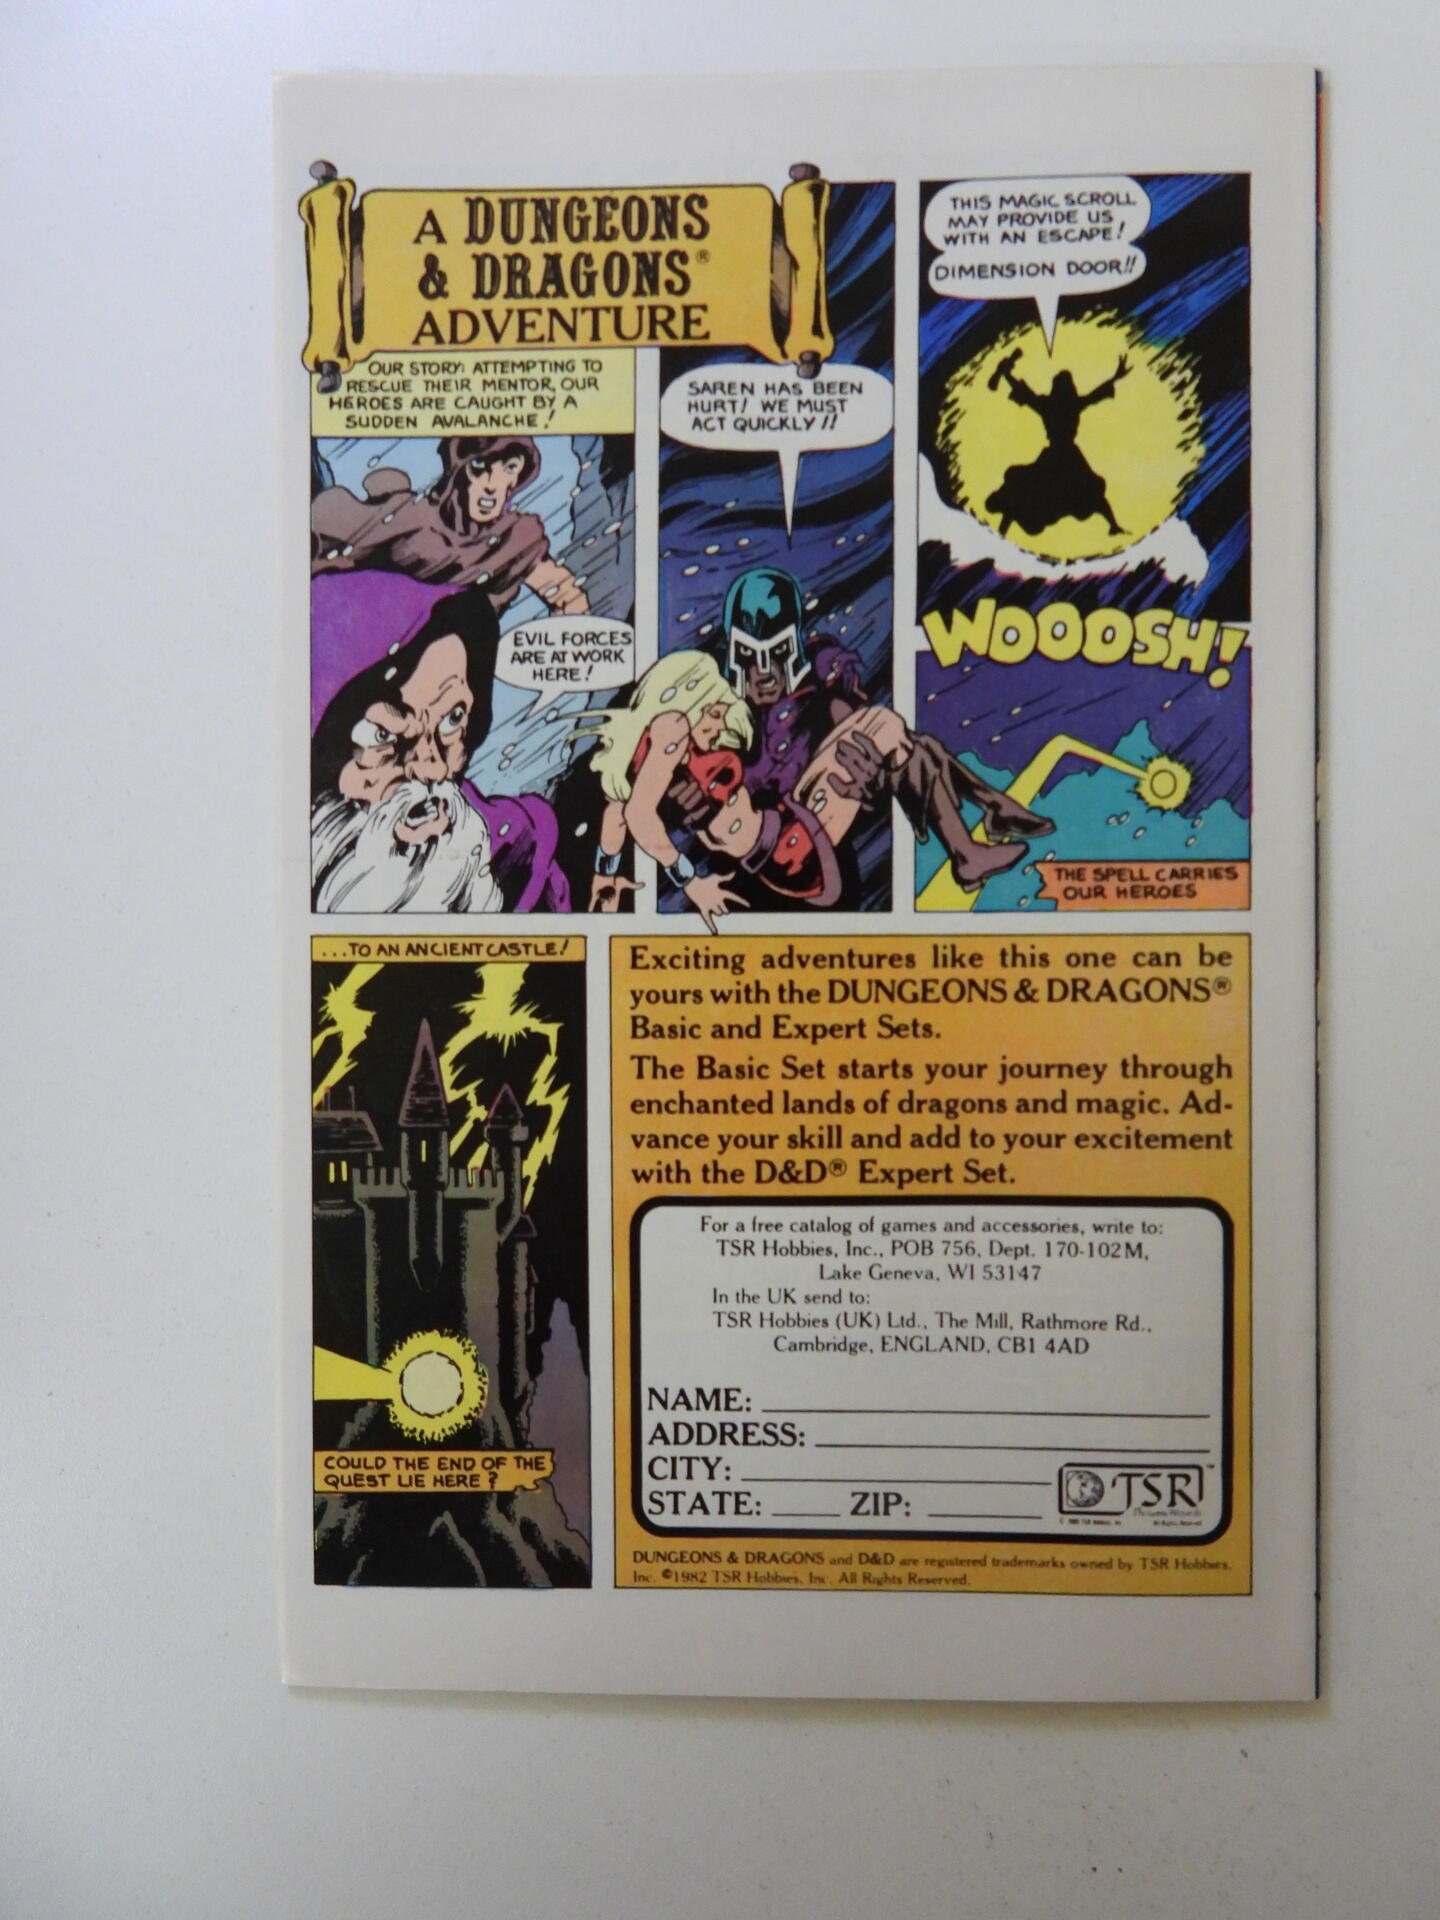 A DUNGEONS
& DRAGONS®
ADVENTURE
OUR STORY: ATTEMPTING TO
RESCUE THEIR MENTOR, OUR
HEROES ARE CAUGHT BY A
SUDDEN AVALANCHE!
EVIL FORCES
ARE AT WORK
HERE!
SAREN HAS BEEN
HURT! WE MUST
ACT QUICKLY!!
THIS MAGIC SCROLL
MAY PROVIDE US
WITH AN ESCAPE!
DIMENSION DOOR!!
WOOOSH!
THE SPELL CARRIES
OUR HEROES
...TO AN ANCIENT CASTLE!
COULD THE END OF THE
QUEST LIE HERE?
Exciting adventures like this one can be
yours with the DUNGEONS & DRAGONS®
Basic and Expert Sets.
The Basic Set starts your journey through
enchanted lands of dragons and magic. Ad-
vance your skill and add to your excitement
with the D&D® Expert Set.
For a free catalog of games and accessories, write to:
TSR Hobbies, Inc., POB 756, Dept. 170-102M,
Lake Geneva, WI 53147
In the UK send to:
TSR Hobbies (UK) Ltd., The Mill, Rathmore Rd.,
Cambridge, ENGLAND, CB1 4AD
NAME:
ADDRESS:
CITY:
STATE: ZIP:
TSR™
The Game Wizards
DUNGEONS & DRAGONS and D&D are registered trademarks owned by TSR Hobbies,
Inc. ©1982 TSR Hobbies, Inc. All Rights Reserved.